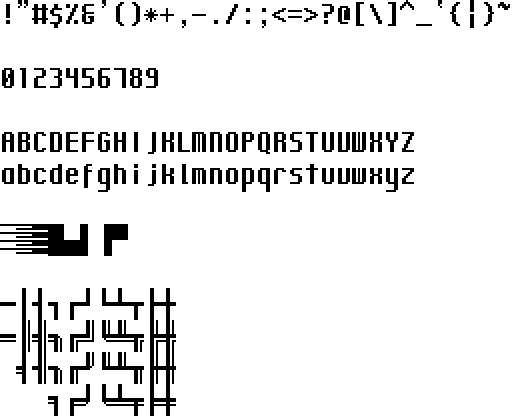 !"#$%&'()*+,-./:;<=>?@[\]^_`{|}~
0123456789
ABCDEFGHIJKLMNOPQRSTUVWXYZ
abcdefghijklmnopqrstuvwxyz